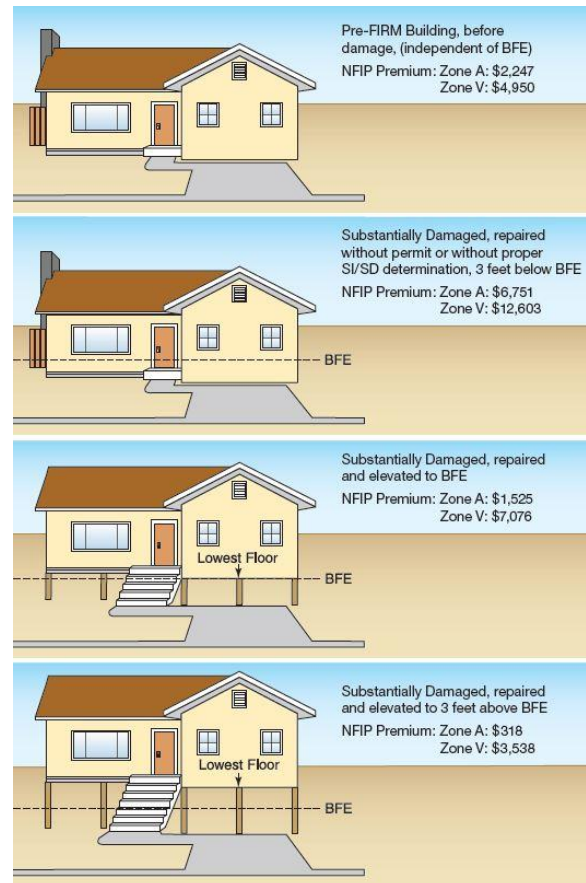 Pre-FIRM Building, before
damage, (independent of BFE)
NFIP Premium: Zone A: $2,247
Zone V: $4,950
Substantially Damaged, repaired
without permit or without proper
SI/SD determination, 3 feet below BFE
NFIP Premium: Zone A: $6,751
Zone V: $12,603
BFE
Substantially Damaged, repaired
and elevated to BFE
NFIP Premium: Zone A: $1,525
Zone V: $7,076
Lowest Floor
BFE
Substantially Damaged, repaired
and elevated to 3 feet above BFE
NFIP Premium: Zone A: $318
Zone V: $3,538
Lowest Floor
BFE